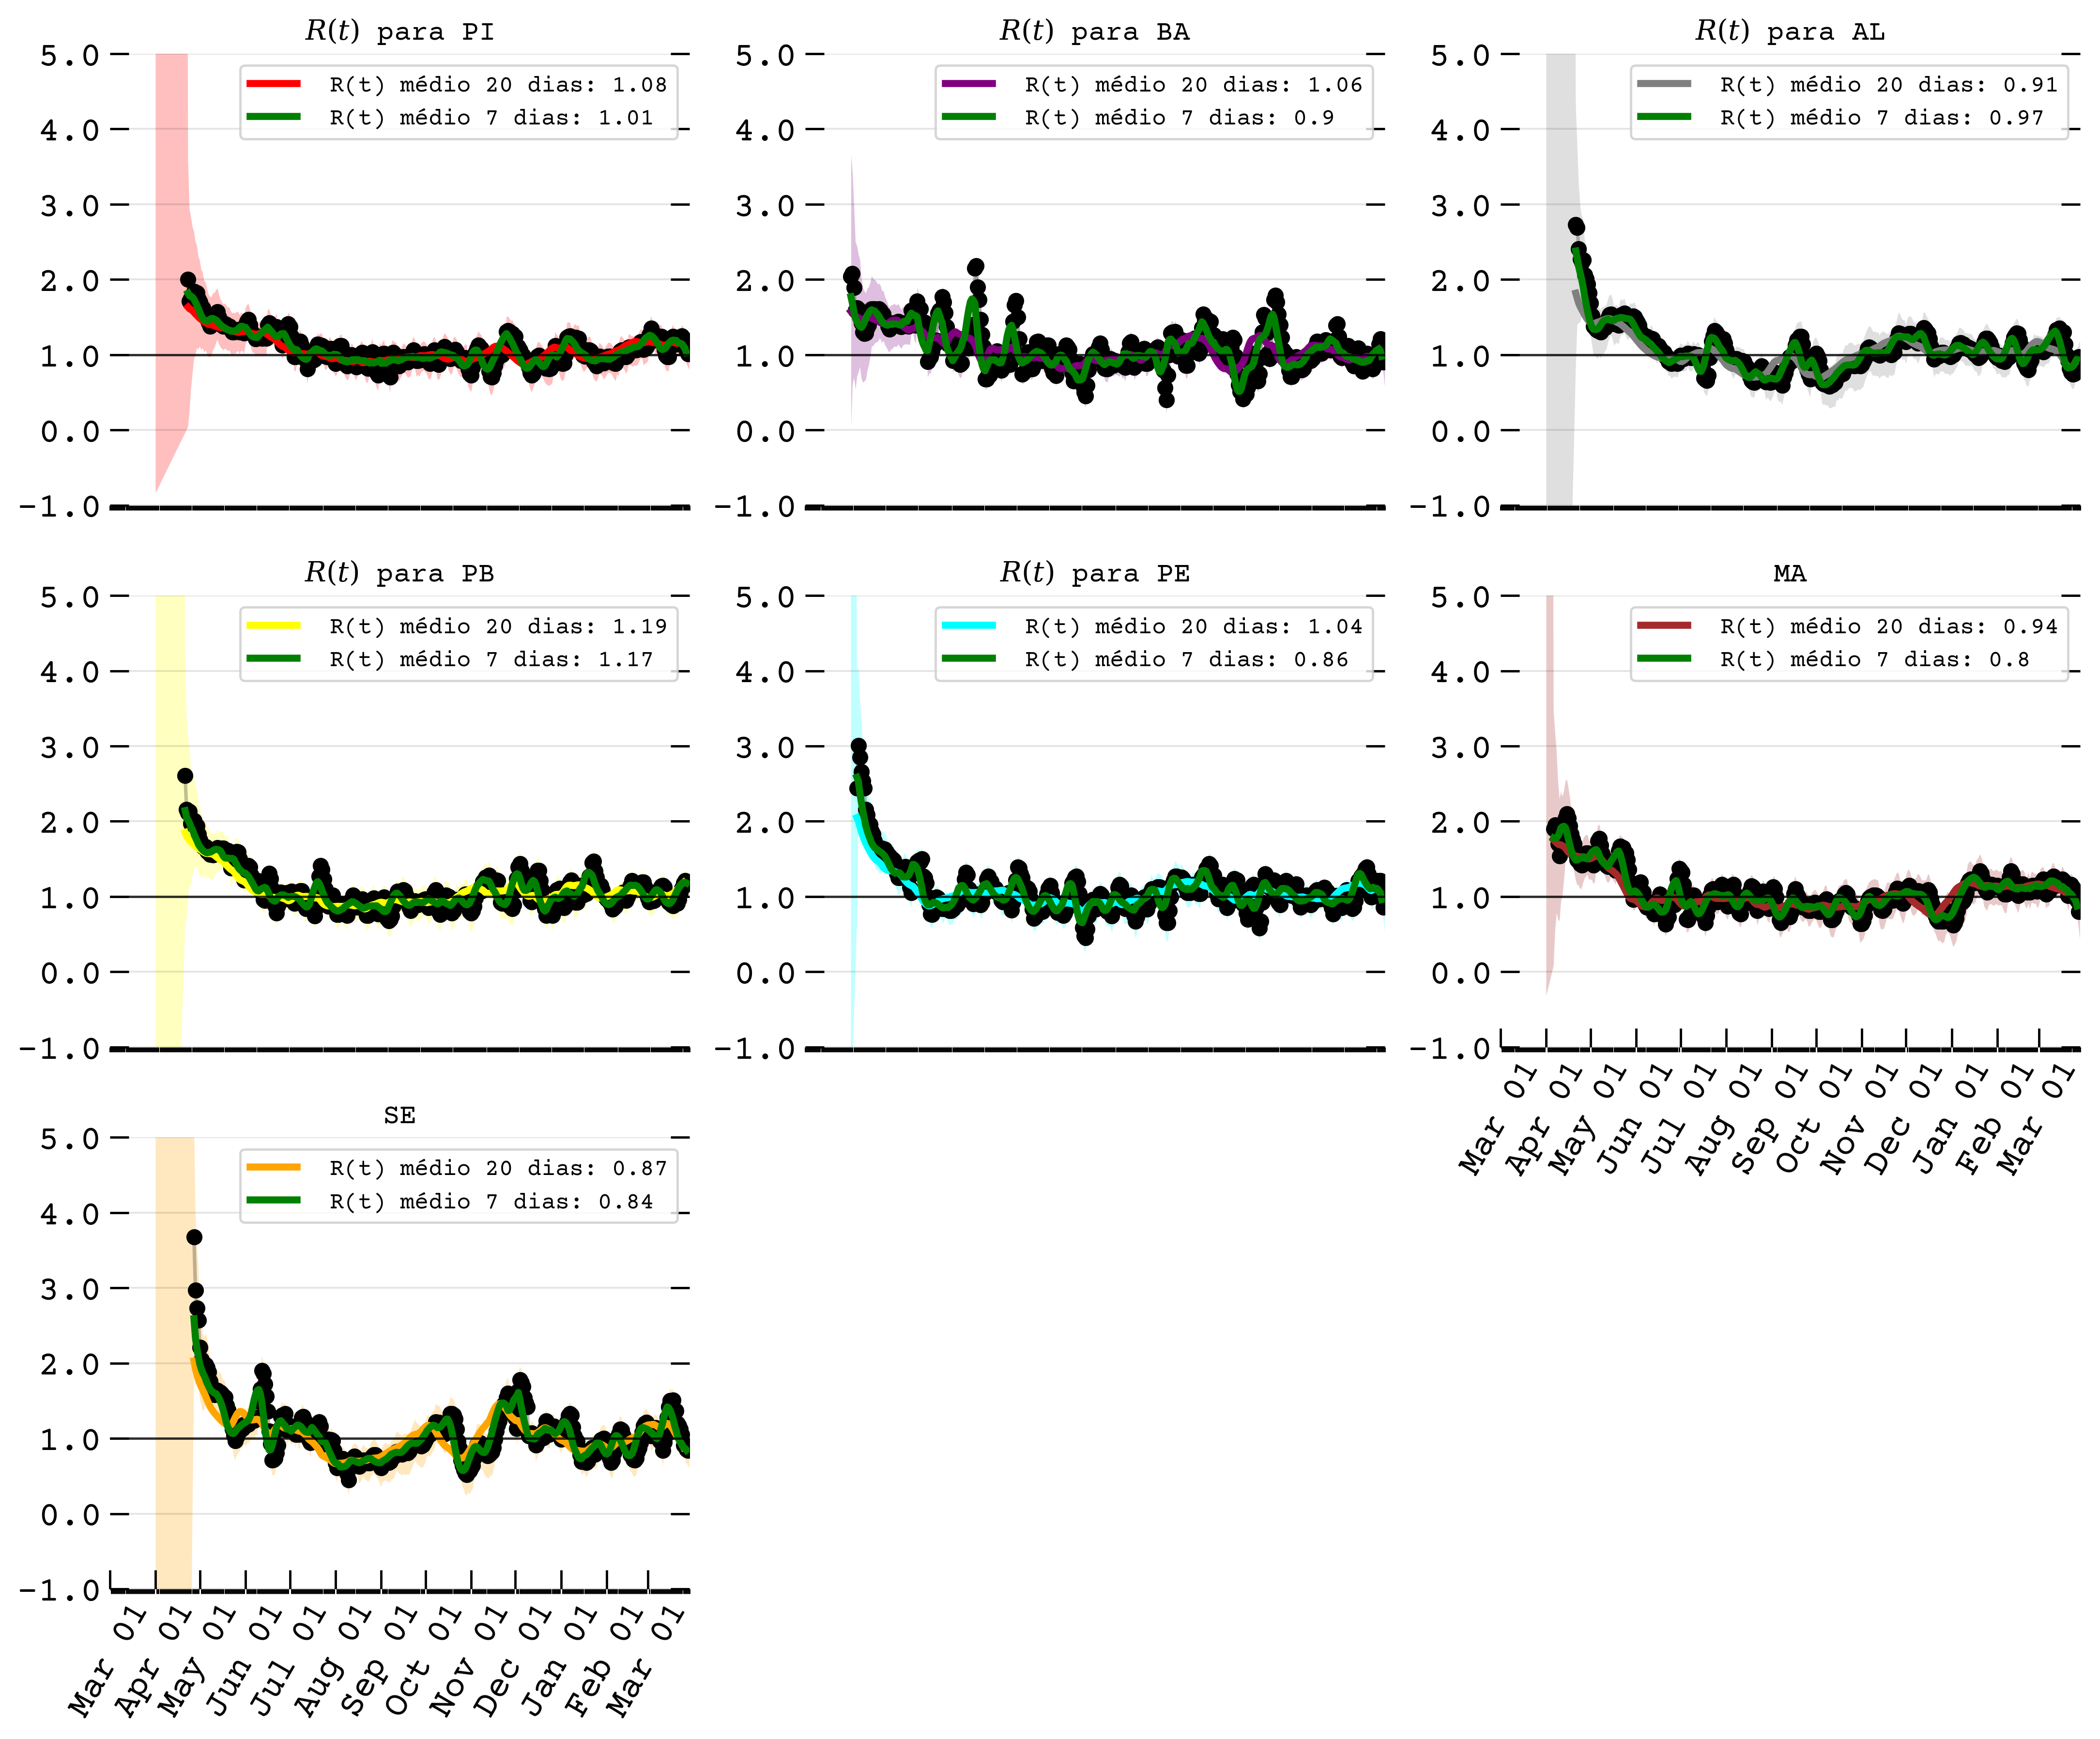 R(t) para PI
5.0
4.0
3.0
2.0
1.0
0.0
−1.0
R(t) médio 20 dias: 1.08
R(t) médio 7 dias: 1.01
R(t) para BA
5.0
4.0
3.0
2.0
1.0
0.0
−1.0
R(t) médio 20 dias: 1.06
R(t) médio 7 dias: 0.9
R(t) para AL
5.0
4.0
3.0
2.0
1.0
0.0
−1.0
R(t) médio 20 dias: 0.91
R(t) médio 7 dias: 0.97
R(t) para PB
5.0
4.0
3.0
2.0
1.0
0.0
−1.0
R(t) médio 20 dias: 1.19
R(t) médio 7 dias: 1.17
R(t) para PE
5.0
4.0
3.0
2.0
1.0
0.0
−1.0
R(t) médio 20 dias: 1.04
R(t) médio 7 dias: 0.86
MA
5.0
4.0
3.0
2.0
1.0
0.0
−1.0
R(t) médio 20 dias: 0.94
R(t) médio 7 dias: 0.8
Mar 01
Apr 01
May 01
Jun 01
Jul 01
Aug 01
Sep 01
Oct 01
Nov 01
Dec 01
Jan 01
Feb 01
Mar 01
SE
5.0
4.0
3.0
2.0
1.0
0.0
−1.0
R(t) médio 20 dias: 0.87
R(t) médio 7 dias: 0.84
Mar 01
Apr 01
May 01
Jun 01
Jul 01
Aug 01
Sep 01
Oct 01
Nov 01
Dec 01
Jan 01
Feb 01
Mar 01